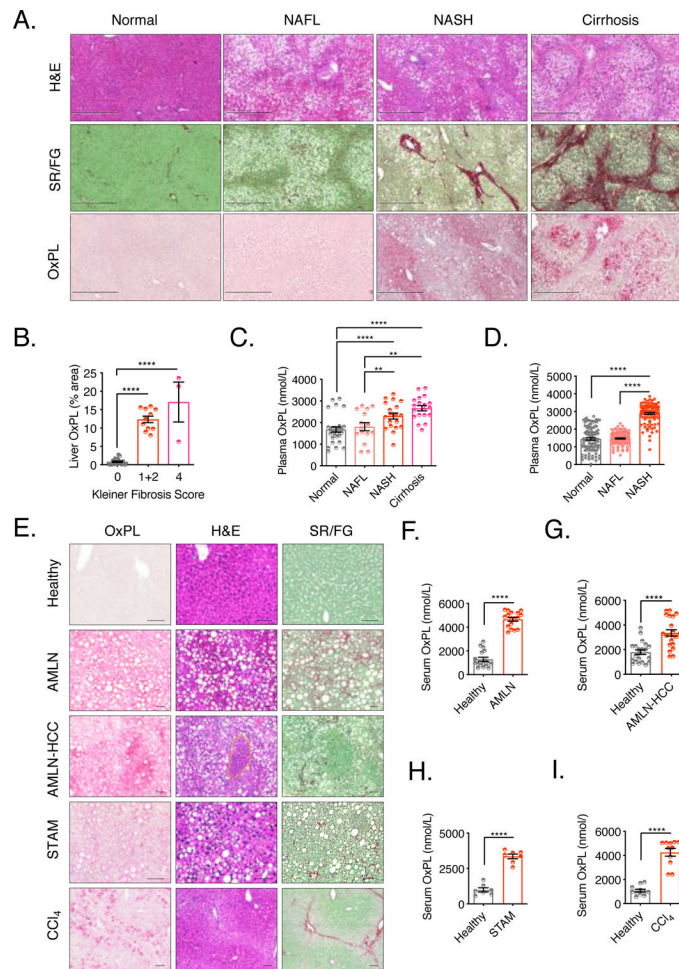 A.
Normal NAFL NASH Cirrhosis
H&E
SR/FG
OxPL
B.
Liver OxPL (% area)
25
20
15
10
5
0
****
****
0 1+2 4
Kleiner Fibrosis Score
C.
Plasma OxPL (nmol/L)
4000
3000
2000
1000
0
****
****
**
**
Normal NAFL NASH Cirrhosis
D.
Plasma OxPL (nmol/L)
4000
3000
2000
1000
0
****
****
Normal NAFL NASH
E.
OxPL H&E SR/FG
Healthy
AMLN
AMLN-HCC
STAM
CCl₄
F.
Serum OxPL (nmol/L)
6000
4000
2000
0
****
Healthy AMLN
G.
Serum OxPL (nmol/L)
6000
4000
2000
0
****
Healthy AMLN-HCC
H.
Serum OxPL (nmol/L)
5000
2500
0
****
Healthy STAM
I.
Serum OxPL (nmol/)
6000
4000
2000
0
****
Healthy CCl₄